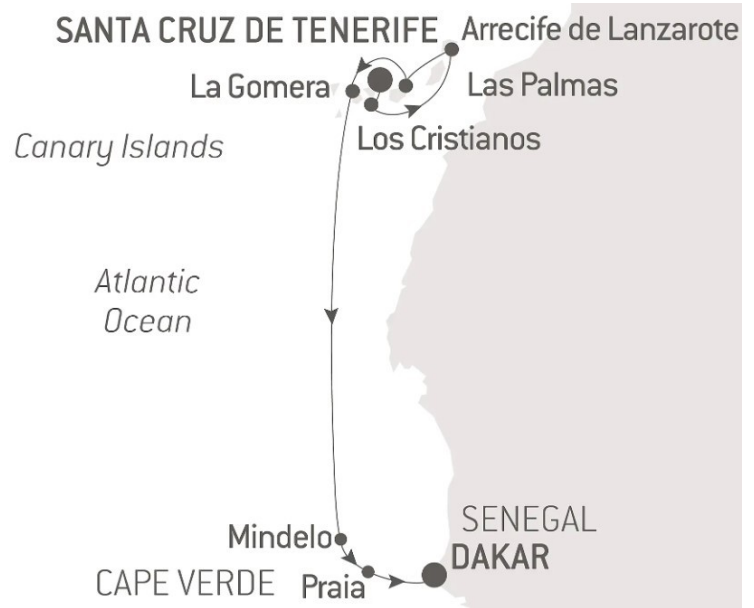 SANTA CRUZ DE TENERIFE
Arrecife de Lanzarote
La Gomera
Las Palmas
Los Cristianos
Canary Islands
Atlantic
Ocean
SENEGAL
Mindelo
DAKAR
CAPE VERDE
Praia